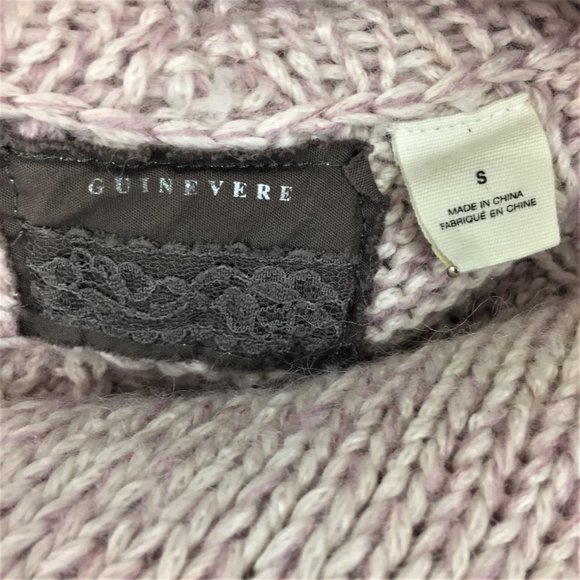 GUINEVERE
S
MADE IN CHINA
FABRIQUÉ EN CHINE